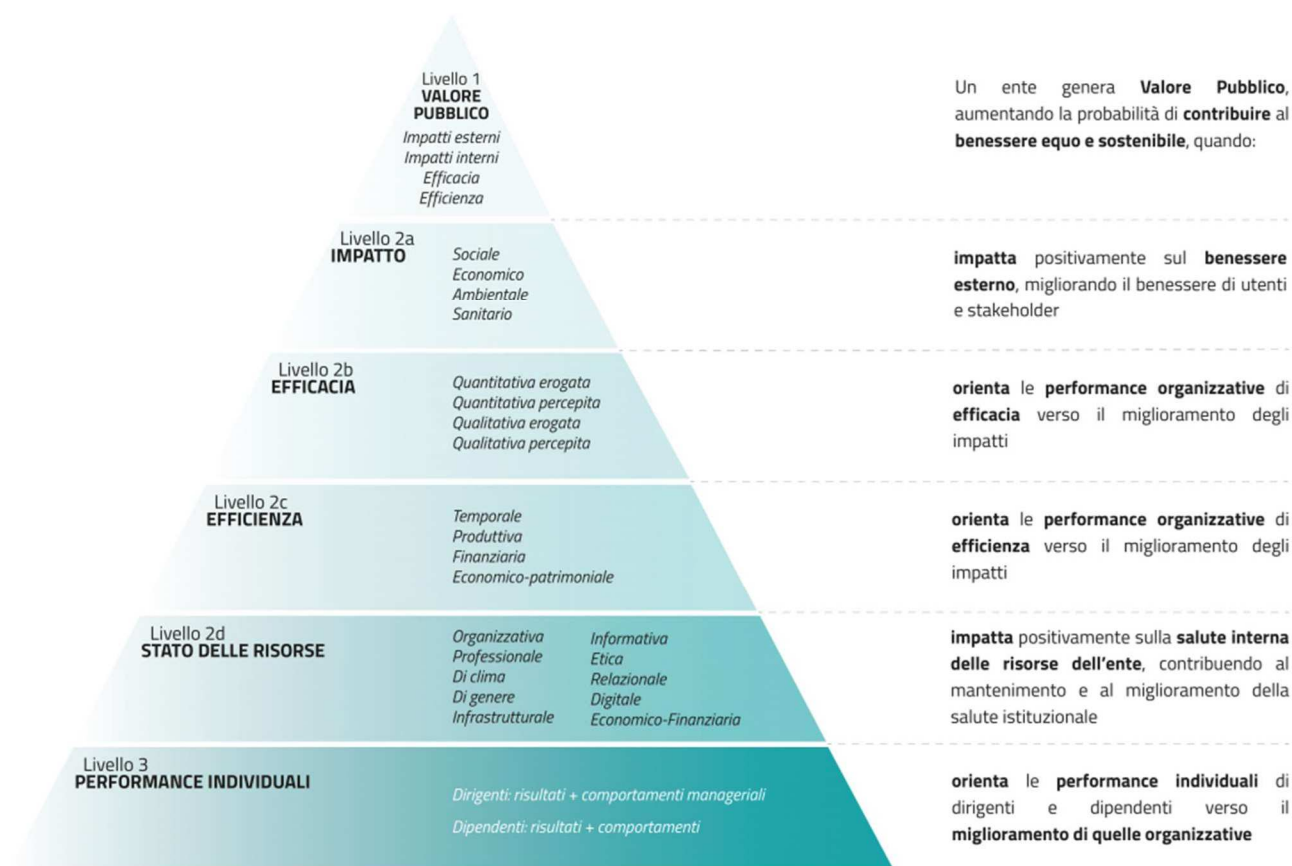 Livello 1
VALORE
PUBBLICO
Impatti esterni
Impatti interni
Efficacia
Efficienza
Un ente genera Valore Pubblico,
aumentando la probabilità di contribuire al
benessere equo e sostenibile, quando:
Livello 2a
IMPATTO
Sociale
Economico
Ambientale
Sanitario
impatta positivamente sul benessere
esterno, migliorando il benessere di utenti
e stakeholder
Livello 2b
EFFICACIA
Quantitativa erogata
Quantitativa percepita
Qualitativa erogata
Qualitativa percepita
orienta le performance organizzative di
efficacia verso il miglioramento degli
impatti
Livello 2c
EFFICIENZA
Temporale
Produttiva
Finanziaria
Economico-patrimoniale
orienta le performance organizzative di
efficienza verso il miglioramento degli
impatti
Livello 2d
STATO DELLE RISORSE
Organizzativa
Professionale
Di clima
Di genere
Infrastrutturale
Informativa
Etica
Relazionale
Digitale
Economico-Finanziaria
impatta positivamente sulla salute interna
delle risorse dell'ente, contribuendo al
mantenimento e al miglioramento della
salute istituzionale
Livello 3
PERFORMANCE INDIVIDUALI
Dirigenti: risultati + comportamenti manageriali
Dipendenti: risultati + comportamenti
orienta le performance individuali di
dirigenti e dipendenti verso il
miglioramento di quelle organizzative